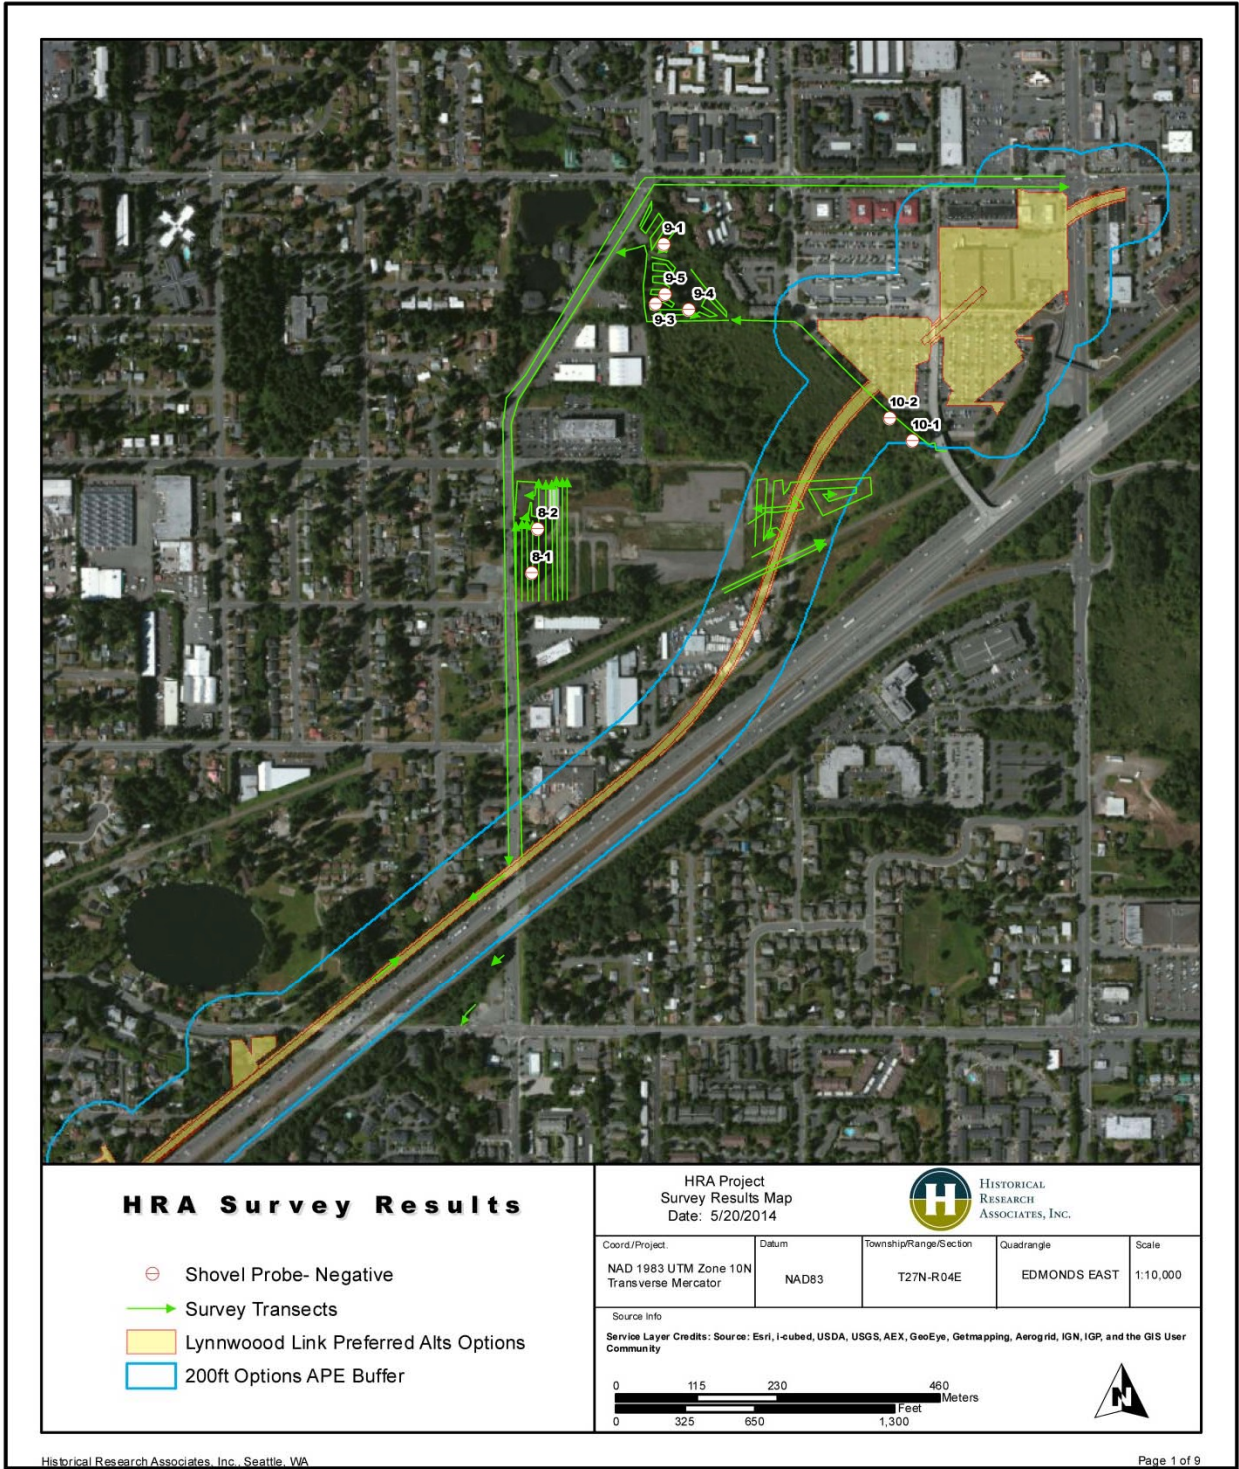 9-1
9-5
9-4
9-3
10-2
10-1
8-2
8-1
HRA Survey Results
Shovel Probe- Negative
Survey Transects
Lynnwoood Link Preferred Alts Options
200ft Options APE Buffer
HRA Project
Survey Results Map
Date: 5/20/2014
H
HISTORICAL
RESEARCH
ASSOCIATES, INC.
Coord./Project.
NAD 1983 UTM Zone 10N
Transverse Mercator
Datum
NAD83
Township/Range/Section
T27N-R04E
Quadrangle
EDMONDS EAST
Scale
1:10,000
Source Info
Service Layer Credits: Source: Esri, i-cubed, USDA, USGS, AEX, GeoEye, Getmapping, Aerogrid, IGN, IGP, and the GIS User
Community
0 115 230 460
Meters
Feet
0 325 650 1,300
N
Historical Research Associates, Inc., Seattle, WA
Page 1 of 9